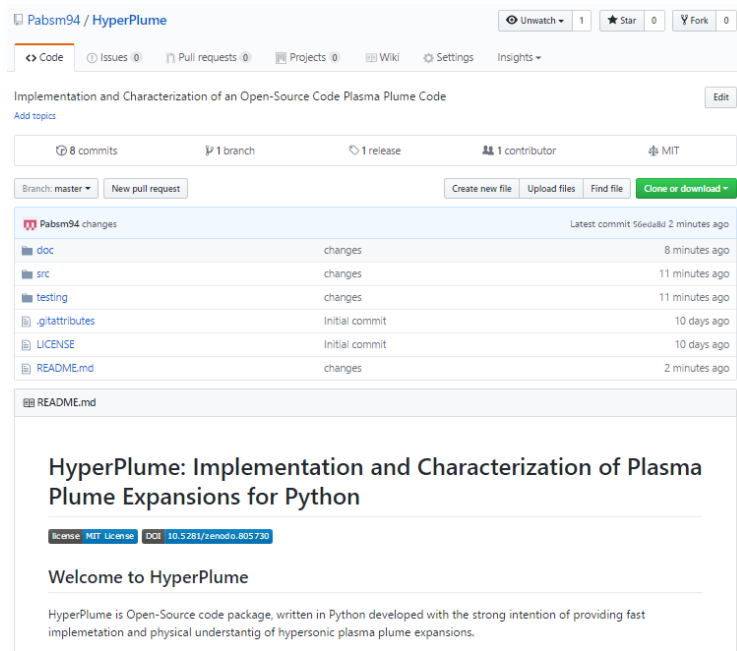 Pabsm94 / HyperPlume
Unwatch 1 Star 0 Fork 0
Code Issues 0 Pull requests 0 Projects 0 Wiki Settings Insights
Implementation and Characterization of an Open-Source Code Plasma Plume Code Edit
Add topics
8 commits 1 branch 1 release 1 contributor MIT
Branch: master New pull request Create new file Upload files Find file Clone or download
Pabsm94 changes Latest commit 56eda8d 2 minutes ago
doc changes 8 minutes ago
src changes 11 minutes ago
testing changes 11 minutes ago
.gitattributes Initial commit 10 days ago
LICENSE Initial commit 10 days ago
README.md changes 2 minutes ago
README.md
HyperPlume: Implementation and Characterization of Plasma
Plume Expansions for Python
license MIT License DOI 10.5281/zenodo.805730
Welcome to HyperPlume
HyperPlume is Open-Source code package, written in Python developed with the strong intention of providing fast
implemetation and physical understantig of hypersonic plasma plume expansions.